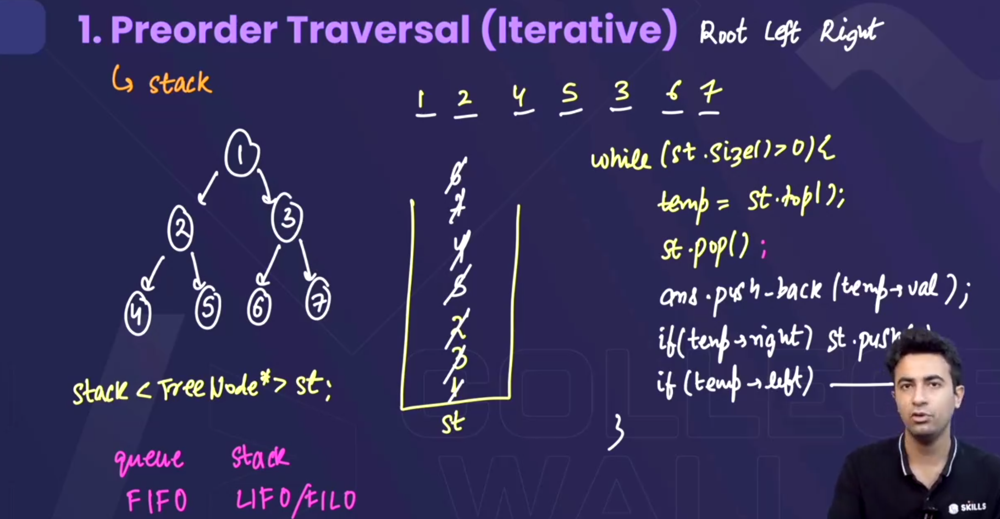 1. Preorder Traversal (Iterative) Root Left Right
↳ stack
1 2 4 5 3 6 7
1
2 3
4 5 6 7
stack <TreeNode*> st;
queue stack
FIFO LIFO/FILO
6
7
4
5
2
3
1
st
while (st.size()>0){
temp = st.top();
st.pop();
ans.push_back(temp→val);
if(temp→right) st.push(
if (temp→left)
}
COLLEGE
WALL
SKILLS